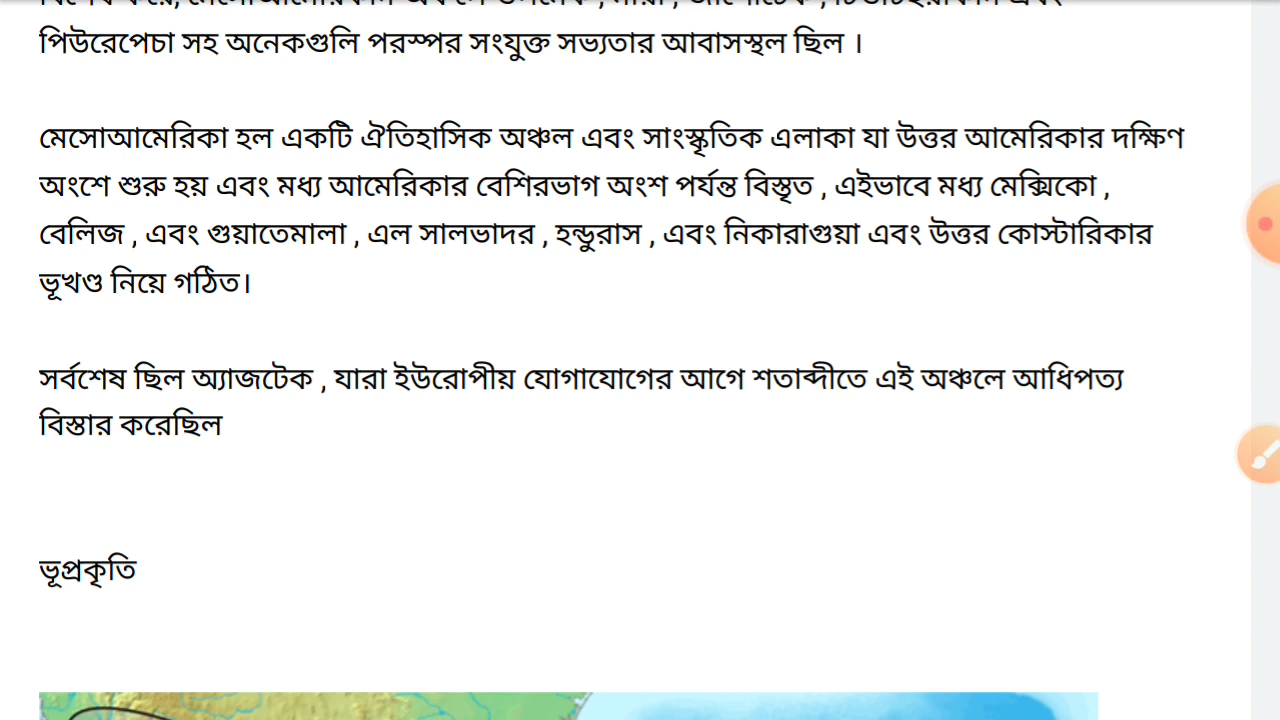 পিউরেপেচা সহ অনেকগুলি পরস্পর সংযুক্ত সভ্যতার আবাসস্থল ছিল ।
মেসোআমেরিকা হল একটি ঐতিহাসিক অঞ্চল এবং সাংস্কৃতিক এলাকা যা উত্তর আমেরিকার দক্ষিণ
অংশে শুরু হয় এবং মধ্য আমেরিকার বেশিরভাগ অংশ পর্যন্ত বিস্তৃত , এইভাবে মধ্য মেক্সিকো ,
বেলিজ , এবং গুয়াতেমালা , এল সালভাদর , হন্ডুরাস , এবং নিকারাগুয়া এবং উত্তর কোস্টারিকার
ভূখণ্ড নিয়ে গঠিত।
সর্বশেষ ছিল অ্যাজটেক , যারা ইউরোপীয় যোগাযোগের আগে শতাব্দীতে এই অঞ্চলে আধিপত্য
বিস্তার করেছিল
ভূপ্রকৃতি